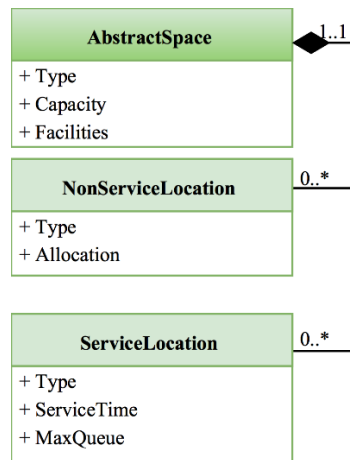 AbstractSpace
1..1
+ Type
+ Capacity
+ Facilities
NonServiceLocation
0..*
+ Type
+ Allocation
ServiceLocation
0..*
+ Type
+ ServiceTime
+ MaxQueue